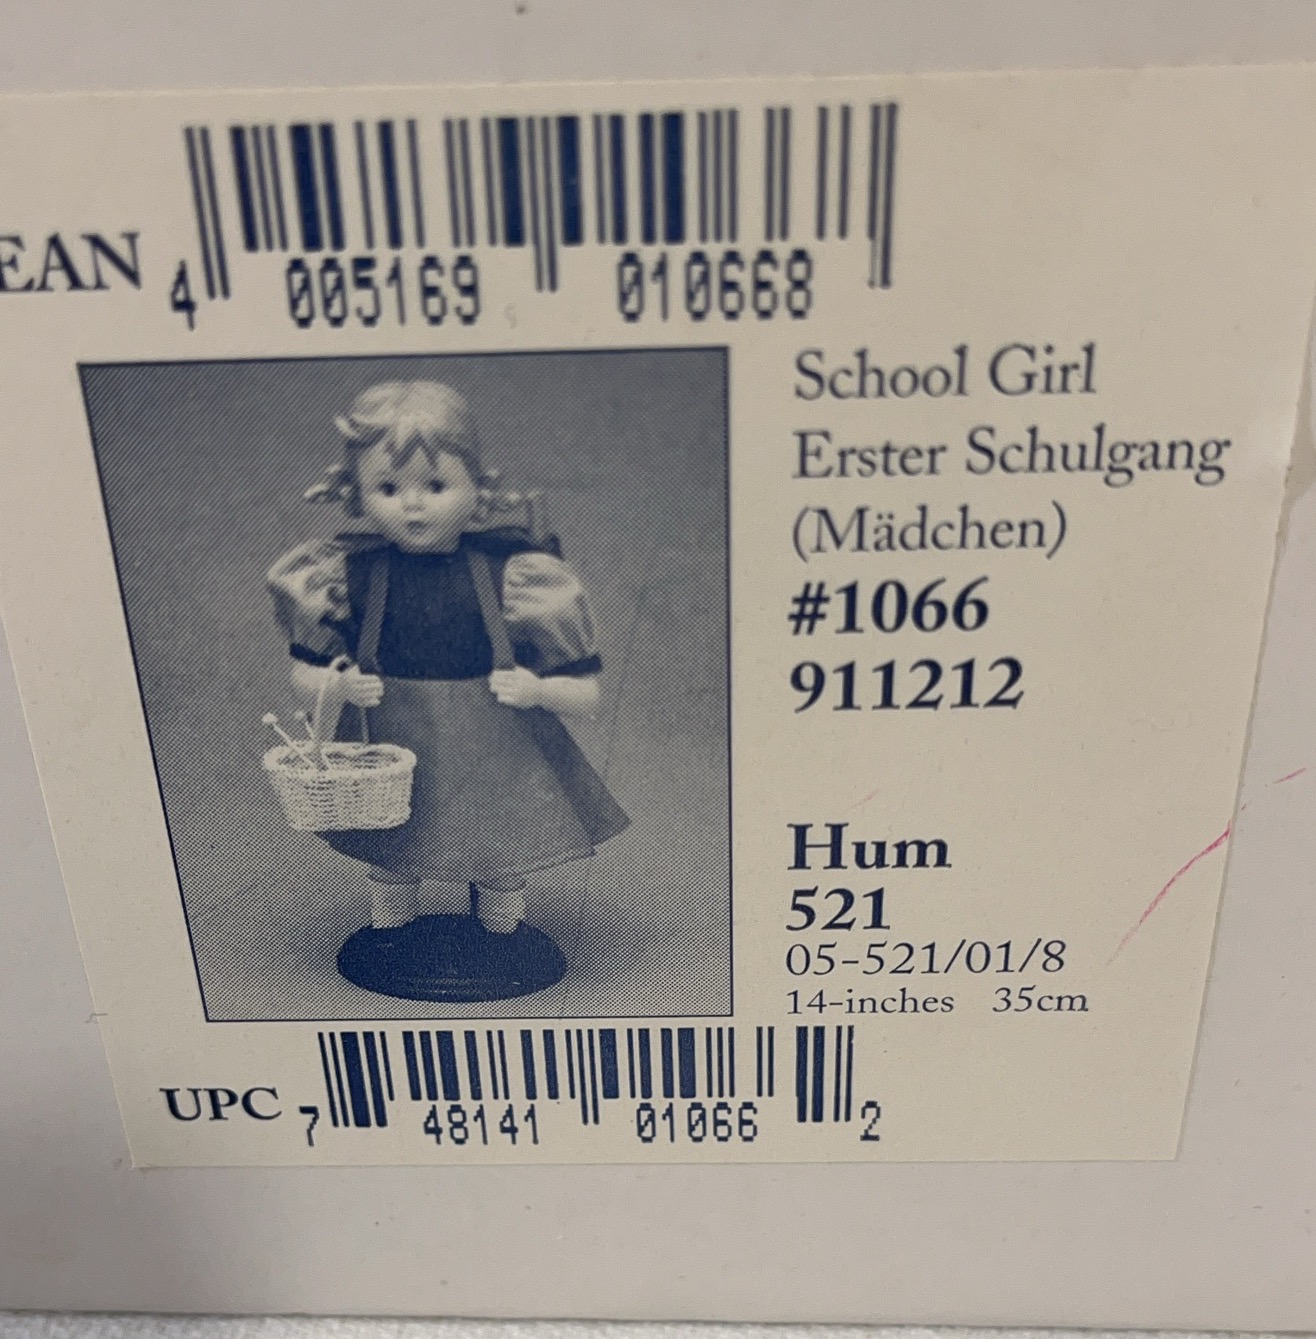 EAN 4 005169 010668
School Girl
Erster Schulgang
(Mädchen)
#1066
911212
Hum
521
05-521/01/8
14-inches 35cm
UPC 7 48141 01066 2